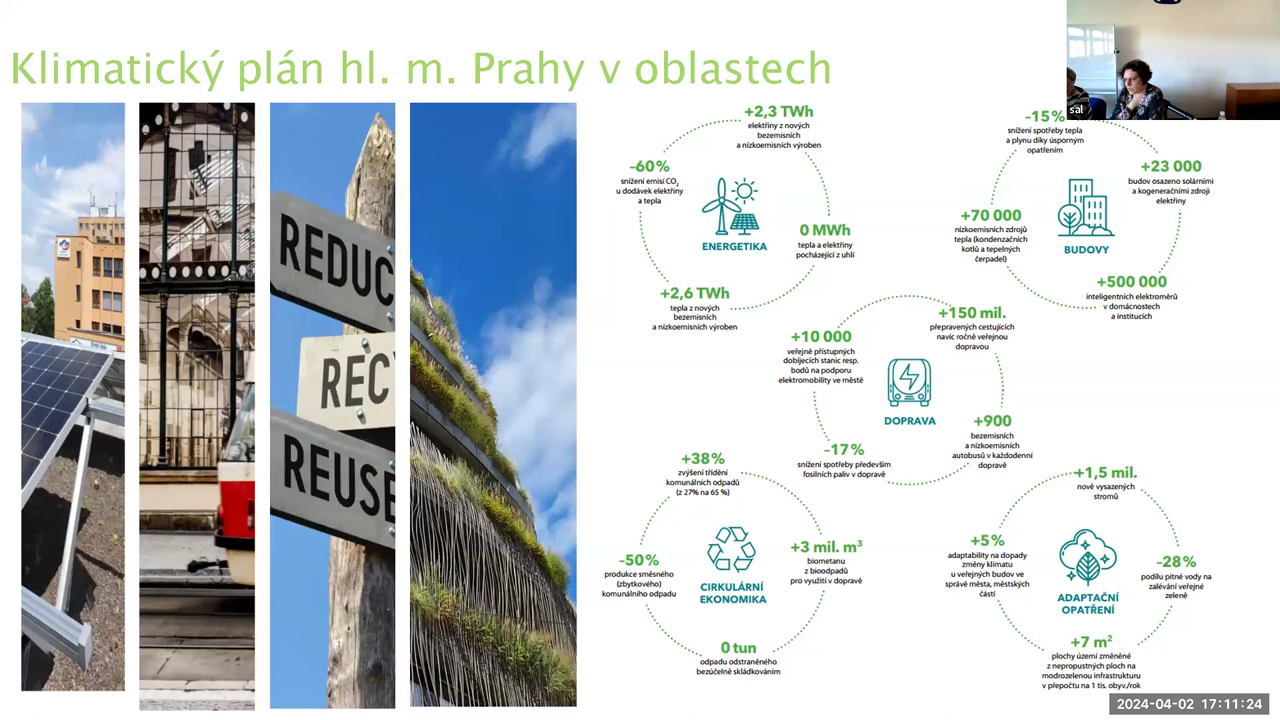 Klimatický plán hl. m. Prahy v oblastech
sal
REDUC
REC
REUSE
+2,3 TWh
elektřiny z nových
bezemisních
a nízkoemisních výroben
-60%
snížení emisí CO₂
u dodávek elektřiny
a tepla
ENERGETIKA
0 MWh
tepla a elektřiny
pocházející z uhlí
+2,6 TWh
tepla z nových
bezemisních
a nízkoemisních výroben
-15%
snížení spotřeby tepla
a plynu díky úsporným
opatřením
+23 000
budov osazeno solárními
a kogeneračními zdroji
elektřiny
+70 000
nízkoemisních zdrojů
tepla (kondenzačních
kotlů a tepelných
čerpadel)
BUDOVY
+500 000
inteligentních elektroměrů
v domácnostech
a institucích
+150 mil.
přepravených cestujících
navíc ročně veřejnou
dopravou
+10 000
veřejně přístupných
dobíjecích stanic resp.
bodů na podporu
elektromobility ve městě
DOPRAVA
+900
bezemisních
a nízkoemisních
autobusů v každodenní
dopravě
-17%
snížení spotřeby především
fosilních paliv v dopravě
+38%
zvýšení třídění
komunálních odpadů
(z 27% na 65 %)
-50%
produkce směsného
(zbytkového)
komunálního odpadu
CIRKULÁRNÍ
EKONOMIKA
+3 mil. m³
biometanu
z bioodpadů
pro využití v dopravě
0 tun
odpadu odstraněného
bezúčelně skládkováním
+1,5 mil.
nově vysazených
stromů
+5%
adaptability na dopady
změny klimatu
u veřejných budov ve
správě města, městských
částí
ADAPTAČNÍ
OPATŘENÍ
-28%
podílu pitné vody na
zalévání veřejné
zeleně
+7 m²
plochy území změněné
z nepropustných ploch na
modrozelenou infrastrukturu
v přepočtu na 1 tis. obyv./rok
2024-04-02 17:11:24